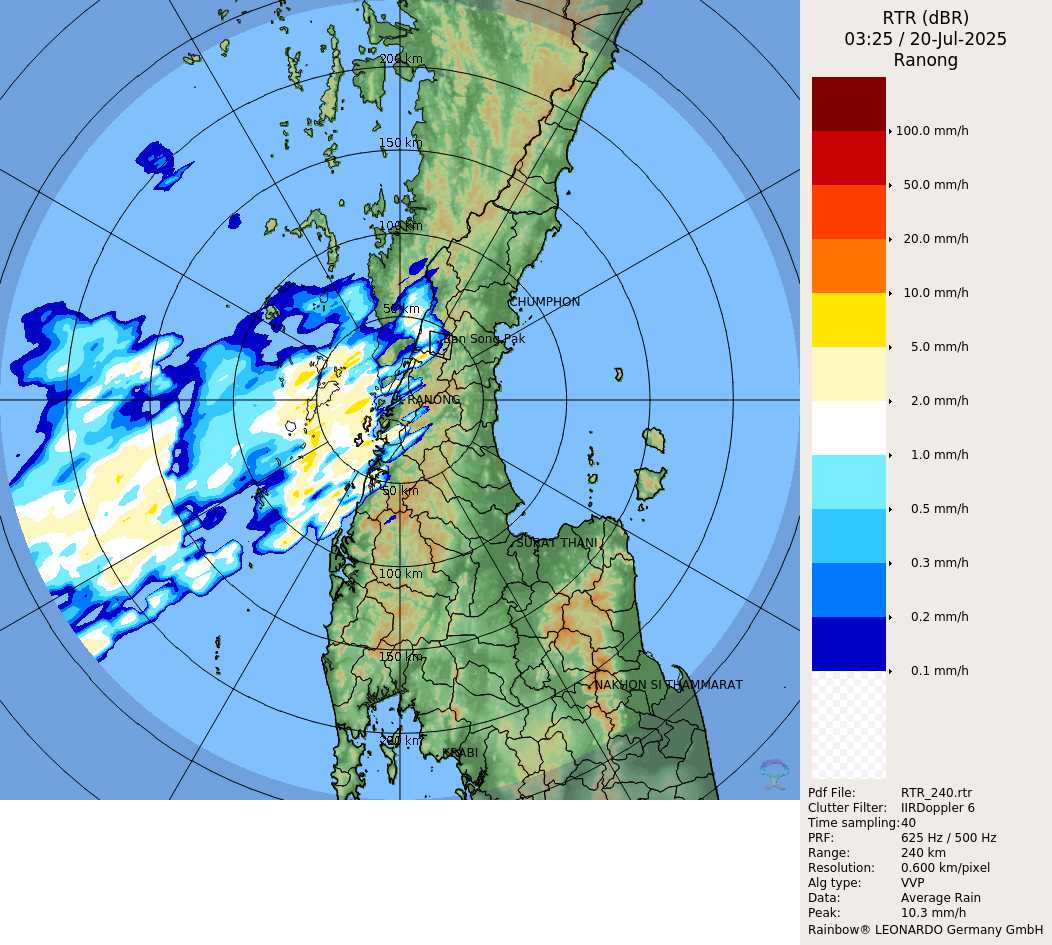 RTR (dBR)
03:25 / 20-Jul-2025
Ranong
100.0 mm/h
50.0 mm/h
20.0 mm/h
10.0 mm/h
5.0 mm/h
2.0 mm/h
1.0 mm/h
0.5 mm/h
0.3 mm/h
0.2 mm/h
0.1 mm/h
200 km
150 km
100 km
50 km
CHUMPHON
Ban Song Pak
RANONG
50 km
SURAT THANI
100 km
150 km
NAKHON SI THAMMARAT
200 km
KRABI
Pdf File: RTR_240.rtr
Clutter Filter: IIRDoppler 6
Time sampling: 40
PRF: 625 Hz / 500 Hz
Range: 240 km
Resolution: 0.600 km/pixel
Alg type: VVP
Data: Average Rain
Peak: 10.3 mm/h
Rainbow® LEONARDO Germany GmbH